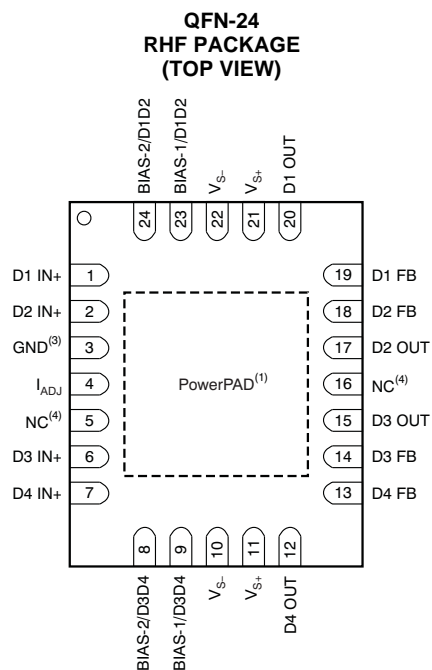 QFN-24
RHF PACKAGE
(TOP VIEW)
BIAS-2/D1D2
BIAS-1/D1D2
VS–
VS+
D1 OUT
24
23
22
21
20
D1 IN+ 1
D2 IN+ 2
GND(3) 3
IADJ 4
NC(4) 5
D3 IN+ 6
D4 IN+ 7
PowerPAD(1)
19 D1 FB
18 D2 FB
17 D2 OUT
16 NC(4)
15 D3 OUT
14 D3 FB
13 D4 FB
8
9
10
11
12
BIAS-2/D3D4
BIAS-1/D3D4
VS–
VS+
D4 OUT